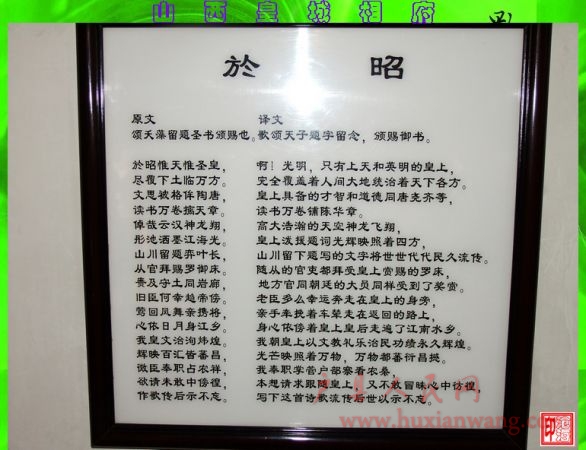 山西皇城相府
於 昭
原文
译文
颂天藻留题圣书颁赐也。
歌颂天子题字留念，颁赐御书。
於昭惟天惟圣皇，
啊！光明，只有上天和英明的皇上，
尽覆下土临万方。
完全覆盖着人间大地统治着天下各方。
文思被格侔陶唐，
皇上具备的才智和道德同唐尧齐等，
读书万卷摛天章。
读书万卷铺陈华章。
倬哉云汉神龙翔，
高大浩瀚的天空神龙飞翔，
彤池洒墨江海光。
皇上泼援题词光辉映照着四方，
山川留题弈叶长，
山川留下题写的文字将世世代代民久流传。
从官拜赐罗御床。
随从的官吏都拜受皇上赏赐的罗床，
贵及守土同岩廊，
地方官同朝廷的大员同样受到了奖赏。
旧臣何幸趋帝傍。
老臣多么幸运奔走在皇上的身旁，
莺回凤舞亲携将，
亲手牵挽着车辇走在返回的路上，
心依日月身江乡。
身心依傍着皇上皇后走遍了江南水乡。
我皇文治洵炜煌。
我朝皇上以文教礼乐治民功绩永久辉煌。
辉映百汇皆蕃昌，
光芒映照着万物，万物都蕃衍昌挺。
微臣奉职占农祥，
我奉职学管户部察看农桑。
欲请未敢中傍徨，
本想请求跟随皇上，又不敢冒昧心中彷徨。
作歌传后示不忘。
写下这首诗歌流传后世以示不忘。
www.huxianwang.com